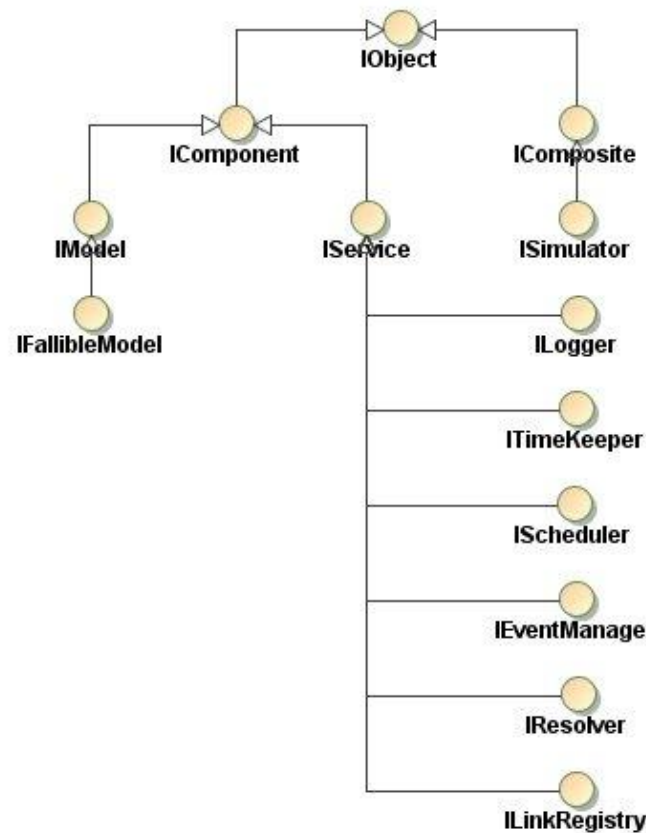 IObject
IComponent
IComposite
IModel
IService
ISimulator
IFallibleModel
ILogger
ITimeKeeper
IScheduler
IEventManage
IResolver
ILinkRegistry